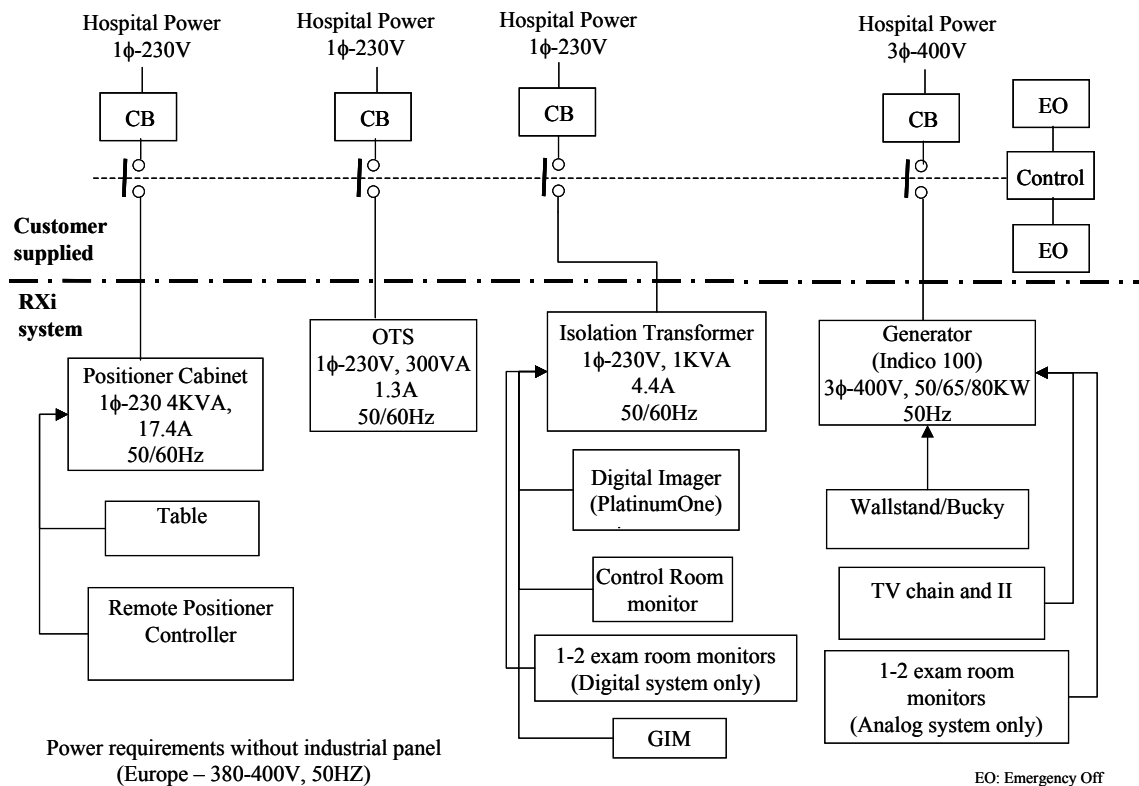 Hospital Power
1ϕ-230V
Hospital Power
1ϕ-230V
Hospital Power
1ϕ-230V
Hospital Power
3ϕ-400V
CB
CB
CB
CB
EO
Control
EO
Customer
supplied
RXi
system
Positioner Cabinet
1ϕ-230 4KVA,
17.4A
50/60Hz
OTS
1ϕ-230V, 300VA
1.3A
50/60Hz
Isolation Transformer
1ϕ-230V, 1KVA
4.4A
50/60Hz
Generator
(Indico 100)
3ϕ-400V, 50/65/80KW
50Hz
Table
Remote Positioner
Controller
Digital Imager
(PlatinumOne)
Control Room
monitor
1-2 exam room monitors
(Digital system only)
GIM
Wallstand/Bucky
TV chain and II
1-2 exam room
monitors
(Analog system only)
Power requirements without industrial panel
(Europe – 380-400V, 50HZ)
EO: Emergency Off